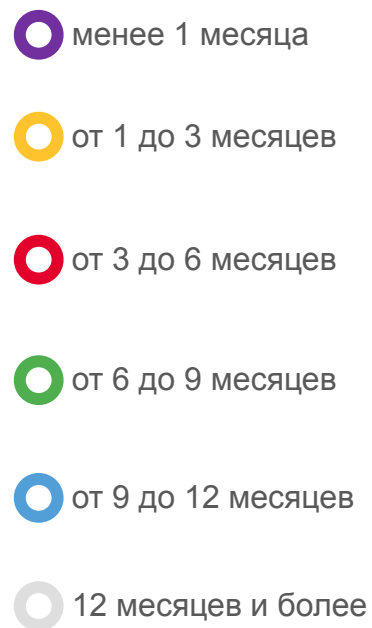 менее 1 месяца
от 1 до 3 месяцев
от 3 до 6 месяцев
от 6 до 9 месяцев
от 9 до 12 месяцев
12 месяцев и более